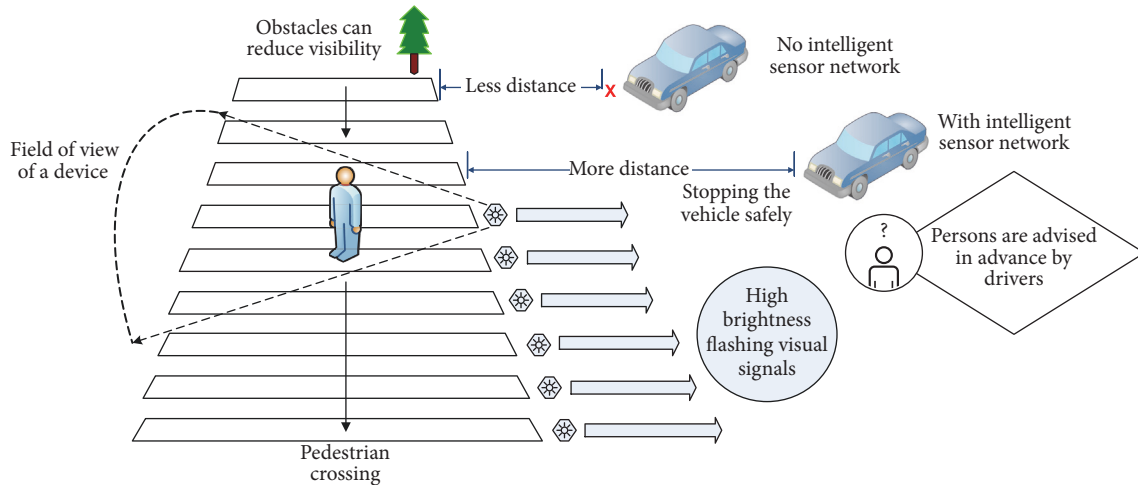 Obstacles can
reduce visibility
No intelligent
sensor network
Less distance
x
With intelligent
sensor network
Field of view
of a device
More distance
Stopping the
vehicle safely
?
Persons are advised
in advance by
drivers
High
brightness
flashing visual
signals
Pedestrian
crossing